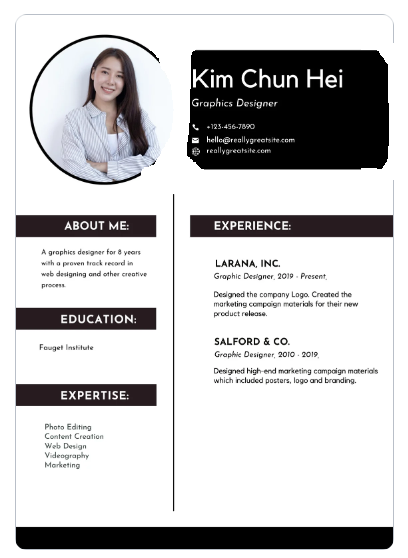 Kim Chun Hei
Graphics Designer
+123-456-7890
hello@reallygreatsite.com
reallygreatsite.com
ABOUT ME:
A graphics designer for 8 years
with a proven track record in
web designing and other creative
process.
EDUCATION:
Fauget Institute
EXPERTISE:
Photo Editing
Content Creation
Web Design
Videography
Marketing
EXPERIENCE:
LARANA, INC.
Graphic Designer, 2019 - Present,
Designed the company Logo. Created the
marketing campaign materials for their new
product release.
SALFORD & CO.
Graphic Designer, 2010 - 2019,
Designed high-end marketing campaign materials
which included posters, logo and branding.